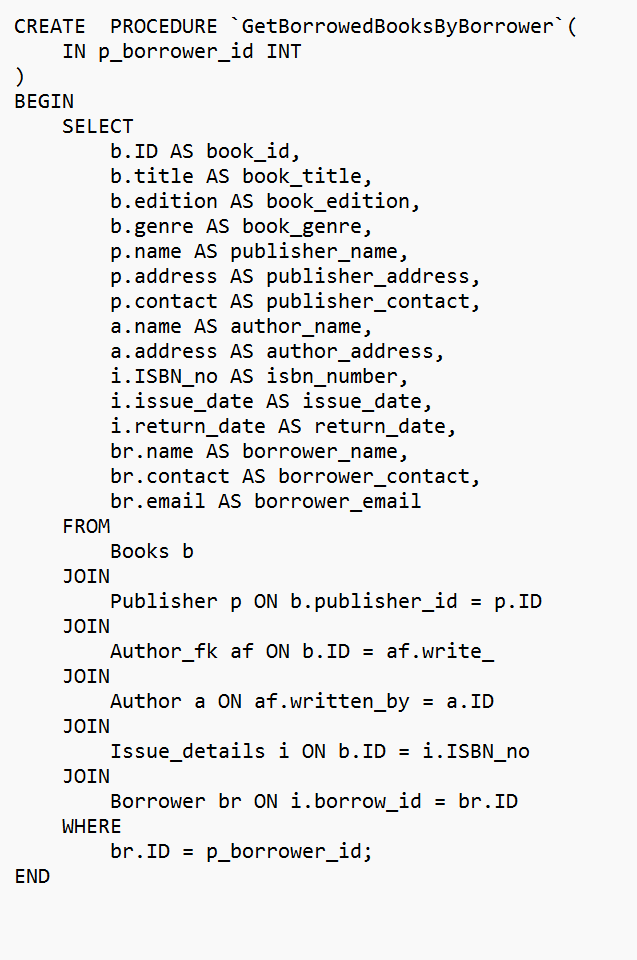 CREATE  PROCEDURE `GetBorrowedBooksByBorrower`(
    IN p_borrower_id INT
)
BEGIN
    SELECT
        b.ID AS book_id,
        b.title AS book_title,
        b.edition AS book_edition,
        b.genre AS book_genre,
        p.name AS publisher_name,
        p.address AS publisher_address,
        p.contact AS publisher_contact,
        a.name AS author_name,
        a.address AS author_address,
        i.ISBN_no AS isbn_number,
        i.issue_date AS issue_date,
        i.return_date AS return_date,
        br.name AS borrower_name,
        br.contact AS borrower_contact,
        br.email AS borrower_email
    FROM
        Books b
    JOIN
        Publisher p ON b.publisher_id = p.ID
    JOIN
        Author_fk af ON b.ID = af.write_
    JOIN
        Author a ON af.written_by = a.ID
    JOIN
        Issue_details i ON b.ID = i.ISBN_no
    JOIN
        Borrower br ON i.borrow_id = br.ID
    WHERE
        br.ID = p_borrower_id;
END